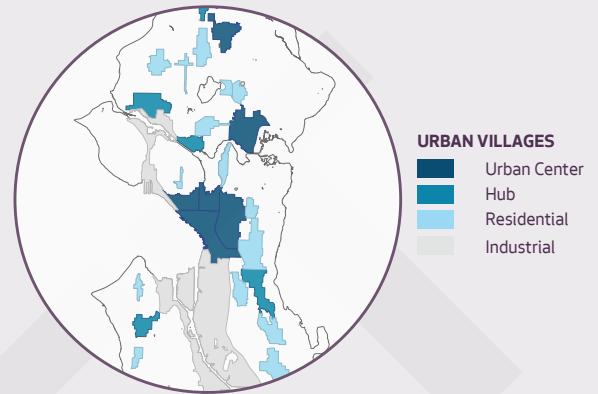 URBAN VILLAGES
Urban Center
Hub
Residential
Industrial